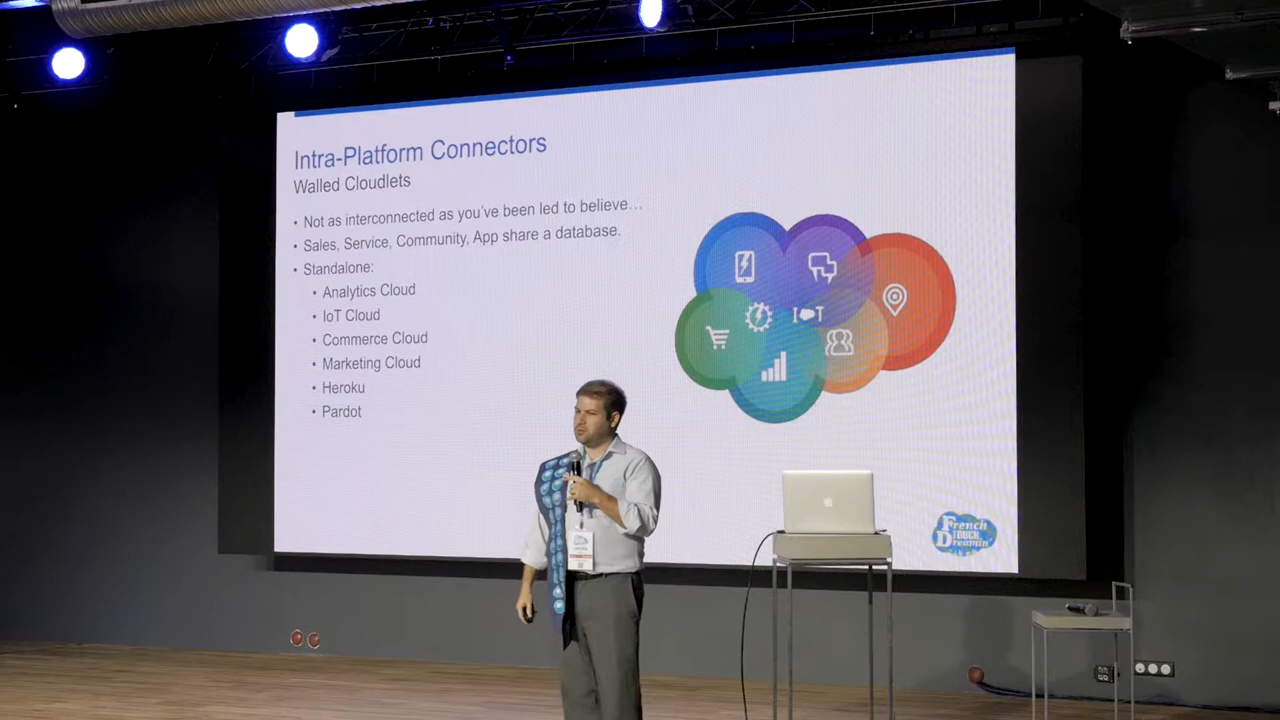 Intra-Platform Connectors
Walled Cloudlets
• Not as interconnected as you've been led to believe…
• Sales, Service, Community, App share a database.
• Standalone:
• Analytics Cloud
• IoT Cloud
• Commerce Cloud
• Marketing Cloud
• Heroku
• Pardot
IoT
French
TOUCH
Dreamin'